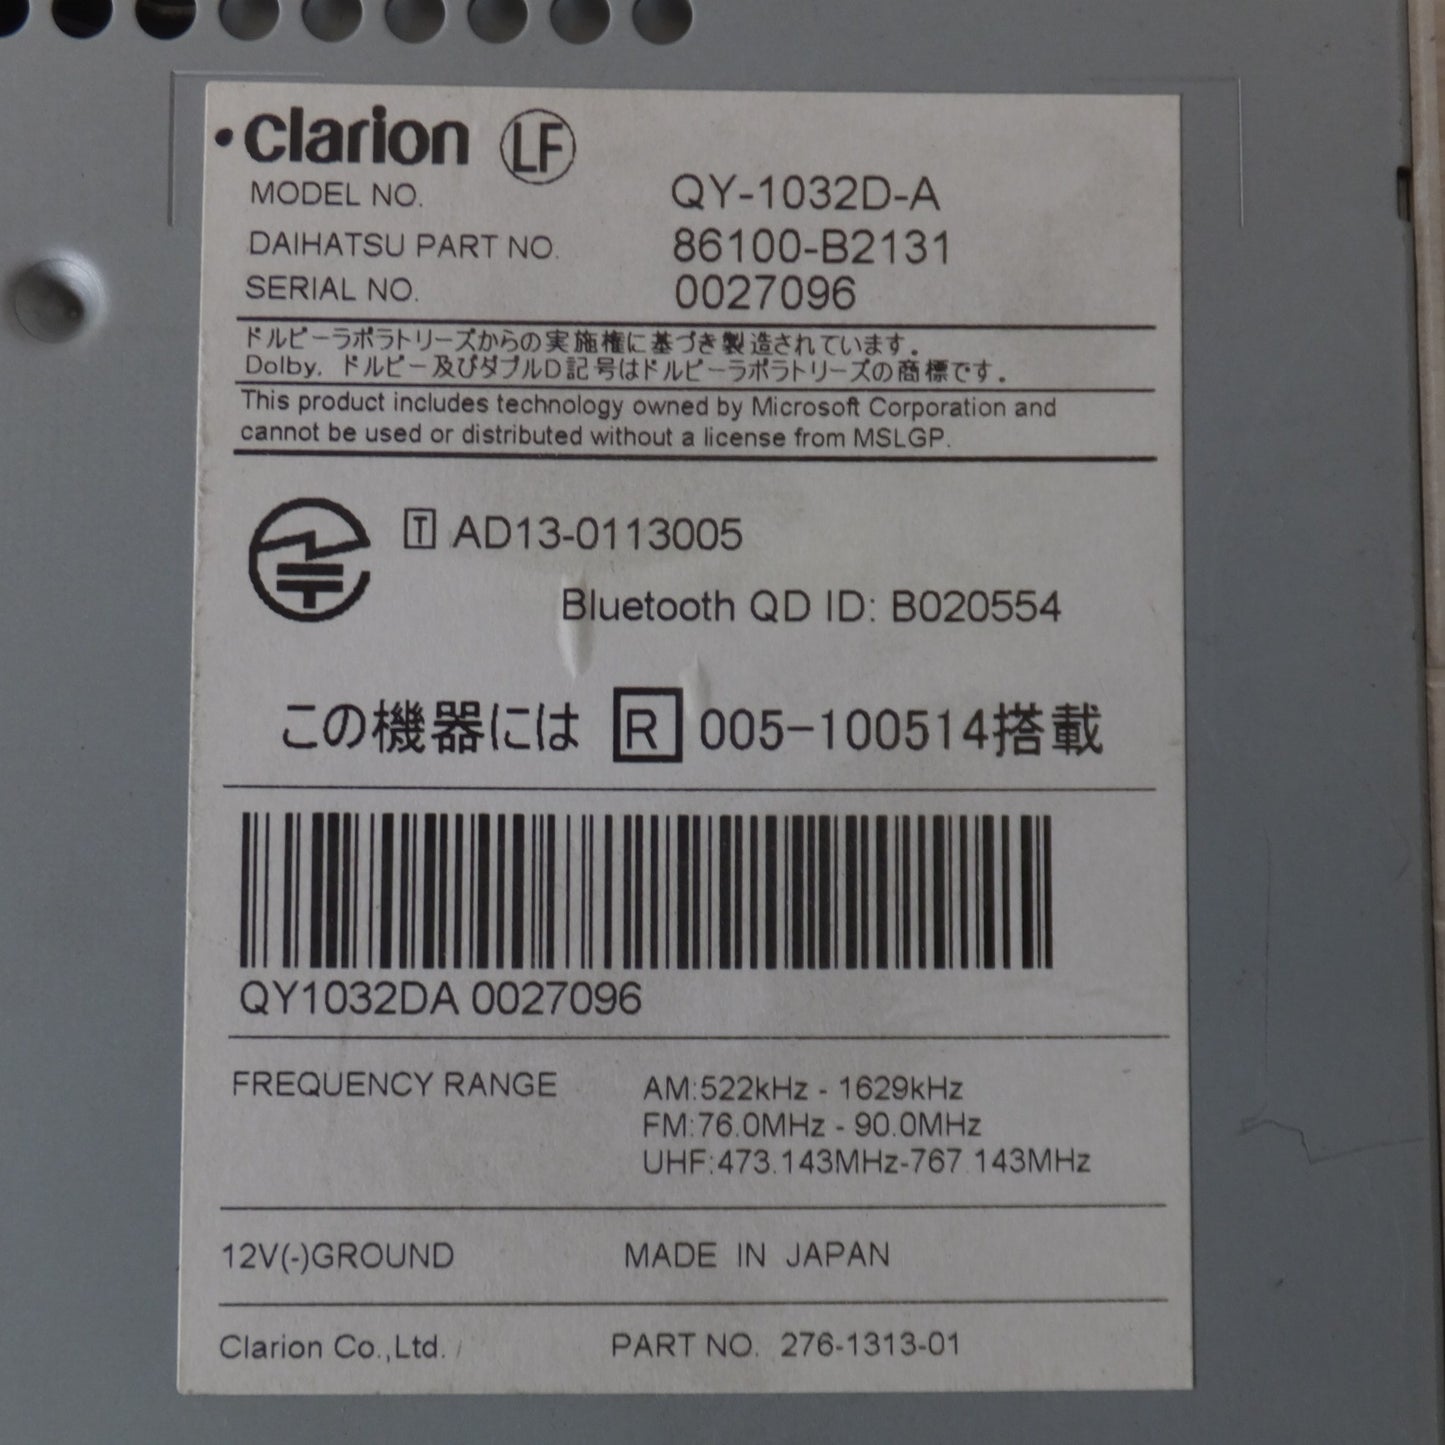 clarion LF
MODEL NO. QY-1032D-A
DAIHATSU PART NO. 86100-B2131
SERIAL NO. 0027096
ドルビーラボラトリーズからの実施権に基づき製造されています.
Dolby, ドルビー及びダブルD記号はドルビーラボラトリーズの商標です.
This product includes technology owned by Microsoft Corporation and
cannot be used or distributed without a license from MSLGP.
T AD13-0113005
Bluetooth QD ID: B020554
この機器には R 005-100514搭載
QY1032DA 0027096
FREQUENCY RANGE AM:522kHz - 1629kHz
FM:76.0MHz - 90.0MHz
UHF:473.143MHz-767.143MHz
12V(-)GROUND MADE IN JAPAN
Clarion Co.,Ltd. PART NO. 276-1313-01